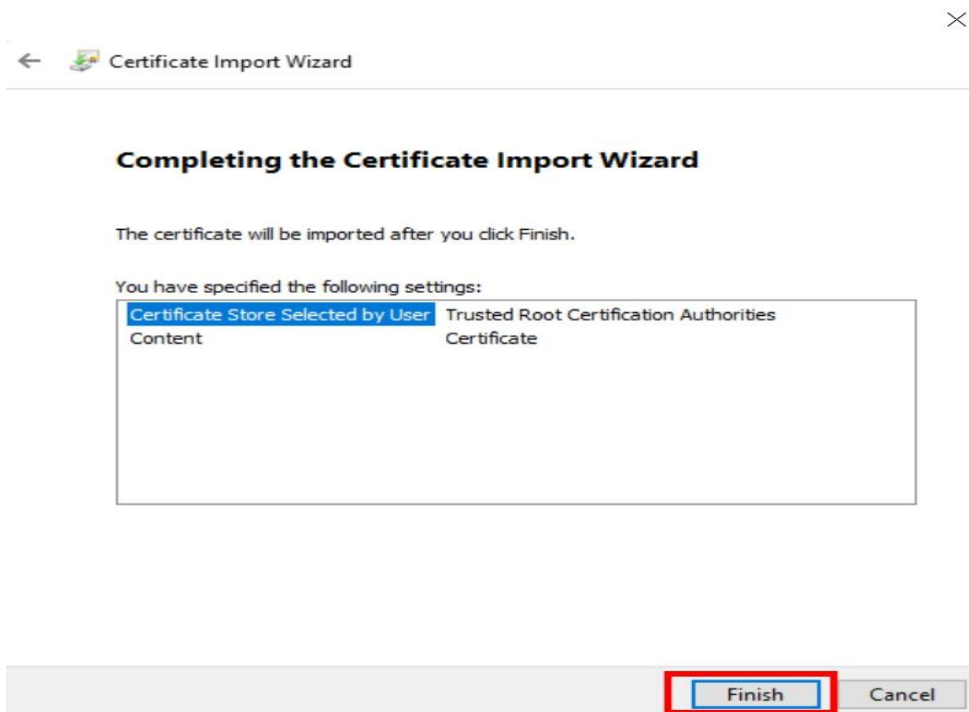 Certificate Import Wizard
Completing the Certificate Import Wizard
The certificate will be imported after you click Finish.
You have specified the following settings:
Certificate Store Selected by User Trusted Root Certification Authorities
Content Certificate
Finish Cancel